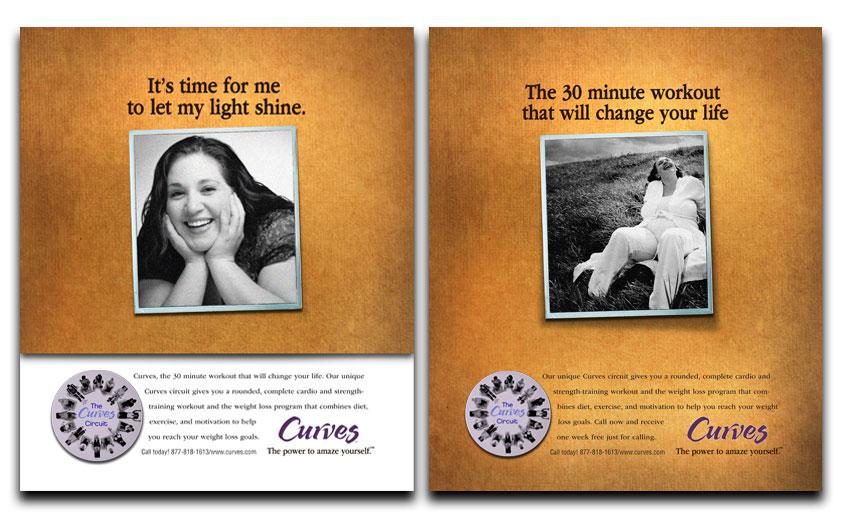 It's time for me
to let my light shine.
Curves, the 30 minute workout that will change your life. Our unique
Curves circuit gives you a rounded, complete cardio and strength-
training workout and the weight loss program that combines diet,
exercise, and motivation to help
you reach your weight loss goals.
Call today! 877-818-1613/www.curves.com
The
Curves
Circuit
Curves
The power to amaze yourself.™
The 30 minute workout
that will change your life
Our unique Curves circuit gives you a rounded, complete cardio and
strength-training workout and the weight loss program that com-
bines diet, exercise, and motivation to help you reach your weight
loss goals. Call now and receive
one week free just for calling.
Call today! 877-818-1613/www.curves.com
The
Curves
Circuit
Curves
The power to amaze yourself.™